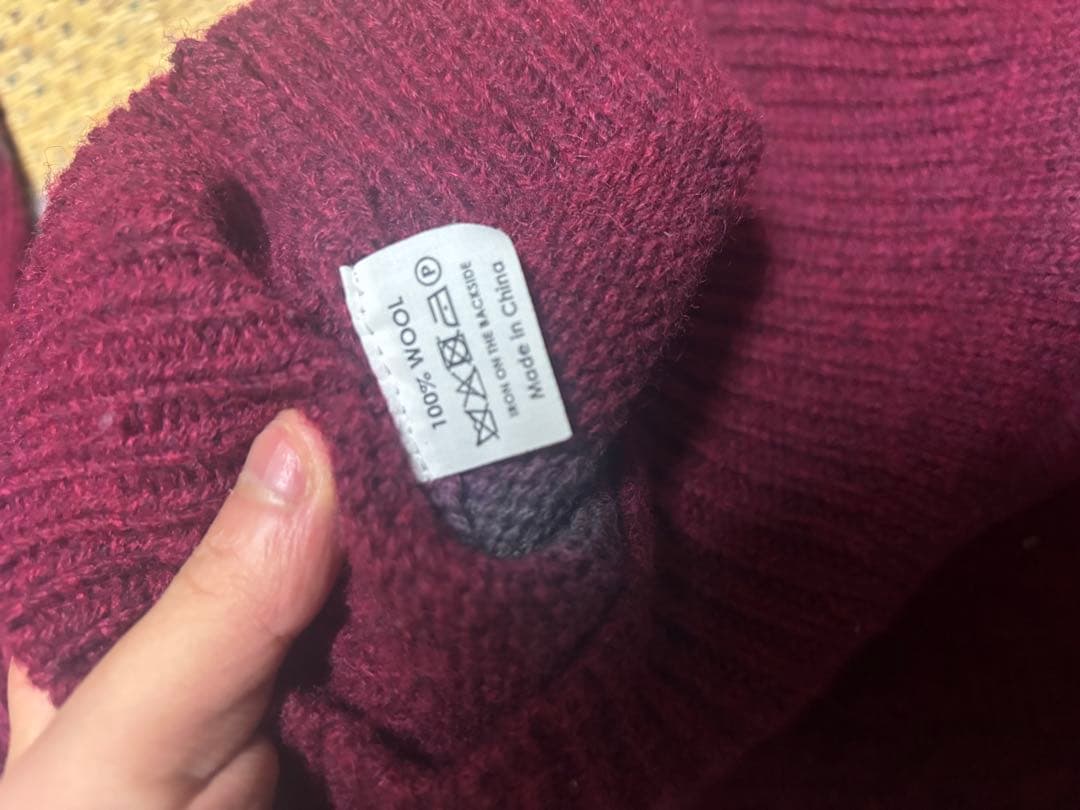 100% WOOL
P
IRON ON THE BACKSIDE
Made in China